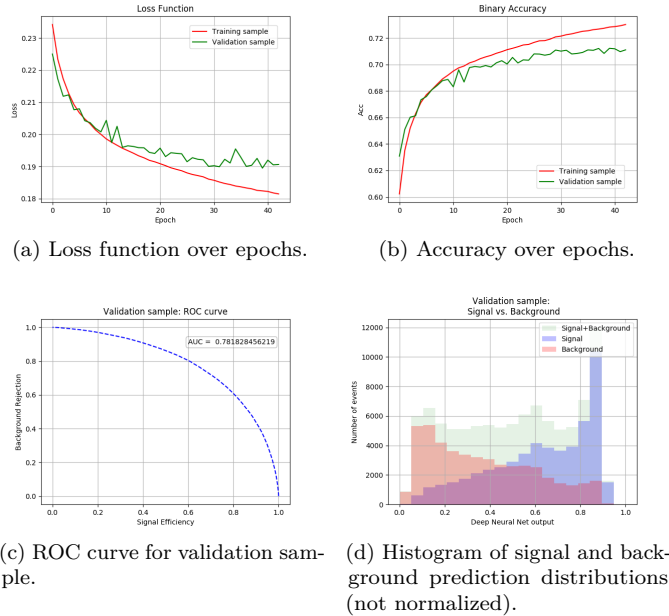 Loss Function
Training sample
Validation sample
0.23
0.22
0.21
0.20
0.19
0.18
Loss
0 10 20 30 40
Epoch
(a) Loss function over epochs.
Binary Accuracy
0.72
0.70
0.68
0.66
0.64
0.62
0.60
Acc
Training sample
Validation sample
0 10 20 30 40
Epoch
(b) Accuracy over epochs.
Validation sample: ROC curve
AUC = 0.781828456219
1.0
0.8
0.6
0.4
0.2
0.0
Background Rejection
0.0 0.2 0.4 0.6 0.8 1.0
Signal Efficiency
(c) ROC curve for validation sam-
ple.
Validation sample:
Signal vs. Background
Signal+Background
Signal
Background
12000
10000
8000
6000
4000
2000
0
Number of events
0.0 0.2 0.4 0.6 0.8 1.0
Deep Neural Net output
(d) Histogram of signal and back-
ground prediction distributions
(not normalized).